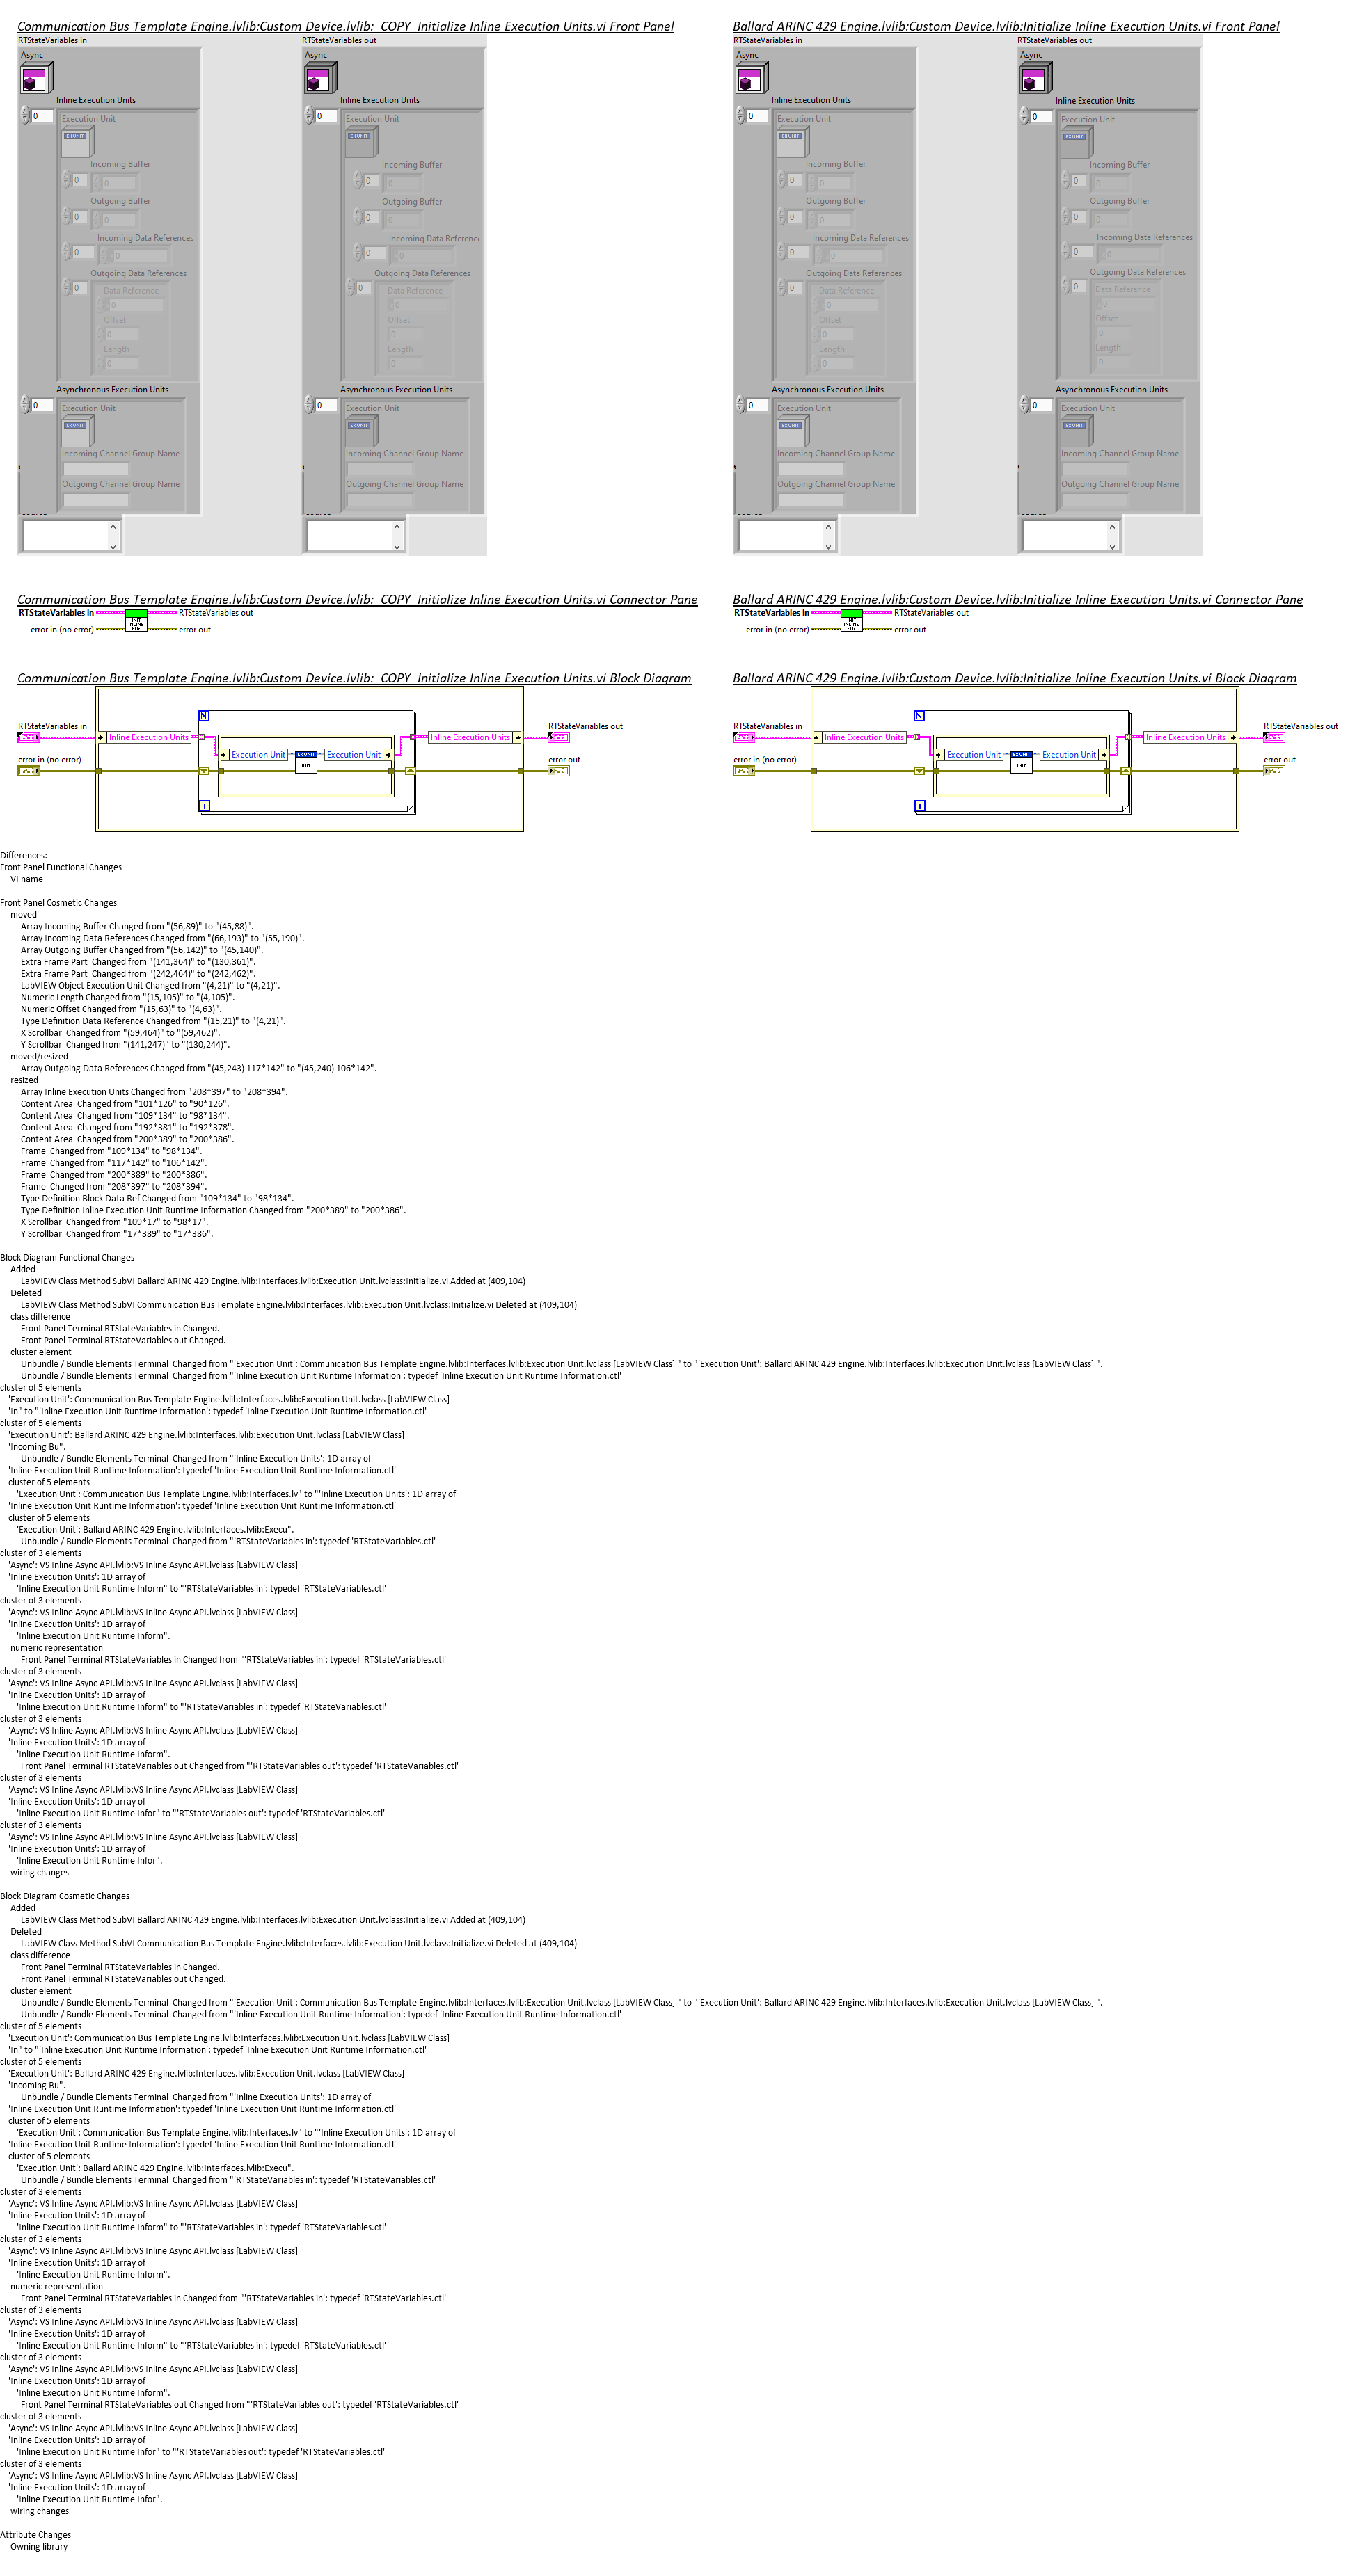 Communication Bus Template Engine.lvlib:Custom Device.lvlib:  COPY  Initialize Inline Execution Units.vi Front Panel
RTStateVariables in
RTStateVariables out
Async
Async
Inline Execution Units
Inline Execution Units
0
Execution Unit
0
Execution Unit
EX UNIT
EX UNIT
Incoming Buffer
Incoming Buffer
0
0
0
0
Outgoing Buffer
Outgoing Buffer
0
0
0
0
Incoming Data References
Incoming Data Referenc
0
0
0
0
Outgoing Data References
Outgoing Data References
0
Data Reference
0
Data Reference
0
0
Offset
Offset
0
0
Length
Length
0
0
Asynchronous Execution Units
Asynchronous Execution Units
0
Execution Unit
0
Execution Unit
EX UNIT
EX UNIT
Incoming Channel Group Name
Incoming Channel Group Name
Outgoing Channel Group Name
Outgoing Channel Group Name
Ballard ARINC 429 Engine.lvlib:Custom Device.lvlib:Initialize Inline Execution Units.vi Front Panel
RTStateVariables in
RTStateVariables out
Async
Async
Inline Execution Units
Inline Execution Units
0
Execution Unit
0
Execution Unit
EX UNIT
EX UNIT
Incoming Buffer
Incoming Buffer
0
0
0
0
Outgoing Buffer
Outgoing Buffer
0
0
0
0
Incoming Data References
Incoming Data References
0
0
0
0
Outgoing Data References
Outgoing Data References
0
Data Reference
0
Data Reference
0
0
Offset
Offset
0
0
Length
Length
0
0
Asynchronous Execution Units
Asynchronous Execution Units
0
Execution Unit
0
Execution Unit
EX UNIT
EX UNIT
Incoming Channel Group Name
Incoming Channel Group Name
Outgoing Channel Group Name
Outgoing Channel Group Name
Communication Bus Template Engine.lvlib:Custom Device.lvlib:  COPY  Initialize Inline Execution Units.vi Connector Pane
RTStateVariables in
RTStateVariables out
INIT
INLINE
EUs
error in (no error)
error out
Ballard ARINC 429 Engine.lvlib:Custom Device.lvlib:Initialize Inline Execution Units.vi Connector Pane
RTStateVariables in
RTStateVariables out
INIT
INLINE
EUs
error in (no error)
error out
Communication Bus Template Engine.lvlib:Custom Device.lvlib:  COPY  Initialize Inline Execution Units.vi Block Diagram
N
RTStateVariables in
RTStateVariables out
Inline Execution Units
Inline Execution Units
Execution Unit
EX UNIT
INIT
Execution Unit
error in (no error)
error out
i
Ballard ARINC 429 Engine.lvlib:Custom Device.lvlib:Initialize Inline Execution Units.vi Block Diagram
N
RTStateVariables in
RTStateVariables out
Inline Execution Units
Inline Execution Units
Execution Unit
EX UNIT
INIT
Execution Unit
error in (no error)
error out
i
Differences:
Front Panel Functional Changes
VI name
Front Panel Cosmetic Changes
moved
Array Incoming Buffer Changed from "(56,89)" to "(45,88)".
Array Incoming Data References Changed from "(66,193)" to "(55,190)".
Array Outgoing Buffer Changed from "(56,142)" to "(45,140)".
Extra Frame Part  Changed from "(141,364)" to "(130,361)".
Extra Frame Part  Changed from "(242,464)" to "(242,462)".
LabVIEW Object Execution Unit Changed from "(4,21)" to "(4,21)".
Numeric Length Changed from "(15,105)" to "(4,105)".
Numeric Offset Changed from "(15,63)" to "(4,63)".
Type Definition Data Reference Changed from "(15,21)" to "(4,21)".
X Scrollbar  Changed from "(59,464)" to "(59,462)".
Y Scrollbar  Changed from "(141,247)" to "(130,244)".
moved/resized
Array Outgoing Data References Changed from "(45,243) 117*142" to "(45,240) 106*142".
resized
Array Inline Execution Units Changed from "208*397" to "208*394".
Content Area  Changed from "101*126" to "90*126".
Content Area  Changed from "109*134" to "98*134".
Content Area  Changed from "192*381" to "192*378".
Content Area  Changed from "200*389" to "200*386".
Frame  Changed from "109*134" to "98*134".
Frame  Changed from "117*142" to "106*142".
Frame  Changed from "200*389" to "200*386".
Frame  Changed from "208*397" to "208*394".
Type Definition Block Data Ref Changed from "109*134" to "98*134".
Type Definition Inline Execution Unit Runtime Information Changed from "200*389" to "200*386".
X Scrollbar  Changed from "109*17" to "98*17".
Y Scrollbar  Changed from "17*389" to "17*386".
Block Diagram Functional Changes
Added
LabVIEW Class Method SubVI Ballard ARINC 429 Engine.lvlib:Interfaces.lvlib:Execution Unit.lvclass:Initialize.vi Added at (409,104)
Deleted
LabVIEW Class Method SubVI Communication Bus Template Engine.lvlib:Interfaces.lvlib:Execution Unit.lvclass:Initialize.vi Deleted at (409,104)
class difference
Front Panel Terminal RTStateVariables in Changed.
Front Panel Terminal RTStateVariables out Changed.
cluster element
Unbundle / Bundle Elements Terminal  Changed from "'Execution Unit': Communication Bus Template Engine.lvlib:Interfaces.lvlib:Execution Unit.lvclass [LabVIEW Class] " to "'Execution Unit': Ballard ARINC 429 Engine.lvlib:Interfaces.lvlib:Execution Unit.lvclass [LabVIEW Class] ".
Unbundle / Bundle Elements Terminal  Changed from "'Inline Execution Unit Runtime Information': typedef 'Inline Execution Unit Runtime Information.ctl'
cluster of 5 elements
'Execution Unit': Communication Bus Template Engine.lvlib:Interfaces.lvlib:Execution Unit.lvclass [LabVIEW Class]
'In" to "'Inline Execution Unit Runtime Information': typedef 'Inline Execution Unit Runtime Information.ctl'
cluster of 5 elements
'Execution Unit': Ballard ARINC 429 Engine.lvlib:Interfaces.lvlib:Execution Unit.lvclass [LabVIEW Class]
'Incoming Bu".
Unbundle / Bundle Elements Terminal  Changed from "'Inline Execution Units': 1D array of
'Inline Execution Unit Runtime Information': typedef 'Inline Execution Unit Runtime Information.ctl'
cluster of 5 elements
'Execution Unit': Communication Bus Template Engine.lvlib:Interfaces.lv" to "'Inline Execution Units': 1D array of
'Inline Execution Unit Runtime Information': typedef 'Inline Execution Unit Runtime Information.ctl'
cluster of 5 elements
'Execution Unit': Ballard ARINC 429 Engine.lvlib:Interfaces.lvlib:Execu".
Unbundle / Bundle Elements Terminal  Changed from "'RTStateVariables in': typedef 'RTStateVariables.ctl'
cluster of 3 elements
'Async': VS Inline Async API.lvlib:VS Inline Async API.lvclass [LabVIEW Class]
'Inline Execution Units': 1D array of
'Inline Execution Unit Runtime Inform" to "'RTStateVariables in': typedef 'RTStateVariables.ctl'
cluster of 3 elements
'Async': VS Inline Async API.lvlib:VS Inline Async API.lvclass [LabVIEW Class]
'Inline Execution Units': 1D array of
'Inline Execution Unit Runtime Inform".
numeric representation
Front Panel Terminal RTStateVariables in Changed from "'RTStateVariables in': typedef 'RTStateVariables.ctl'
cluster of 3 elements
'Async': VS Inline Async API.lvlib:VS Inline Async API.lvclass [LabVIEW Class]
'Inline Execution Units': 1D array of
'Inline Execution Unit Runtime Inform" to "'RTStateVariables in': typedef 'RTStateVariables.ctl'
cluster of 3 elements
'Async': VS Inline Async API.lvlib:VS Inline Async API.lvclass [LabVIEW Class]
'Inline Execution Units': 1D array of
'Inline Execution Unit Runtime Inform".
Front Panel Terminal RTStateVariables out Changed from "'RTStateVariables out': typedef 'RTStateVariables.ctl'
cluster of 3 elements
'Async': VS Inline Async API.lvlib:VS Inline Async API.lvclass [LabVIEW Class]
'Inline Execution Units': 1D array of
'Inline Execution Unit Runtime Infor" to "'RTStateVariables out': typedef 'RTStateVariables.ctl'
cluster of 3 elements
'Async': VS Inline Async API.lvlib:VS Inline Async API.lvclass [LabVIEW Class]
'Inline Execution Units': 1D array of
'Inline Execution Unit Runtime Infor".
wiring changes
Block Diagram Cosmetic Changes
Added
LabVIEW Class Method SubVI Ballard ARINC 429 Engine.lvlib:Interfaces.lvlib:Execution Unit.lvclass:Initialize.vi Added at (409,104)
Deleted
LabVIEW Class Method SubVI Communication Bus Template Engine.lvlib:Interfaces.lvlib:Execution Unit.lvclass:Initialize.vi Deleted at (409,104)
class difference
Front Panel Terminal RTStateVariables in Changed.
Front Panel Terminal RTStateVariables out Changed.
cluster element
Unbundle / Bundle Elements Terminal  Changed from "'Execution Unit': Communication Bus Template Engine.lvlib:Interfaces.lvlib:Execution Unit.lvclass [LabVIEW Class] " to "'Execution Unit': Ballard ARINC 429 Engine.lvlib:Interfaces.lvlib:Execution Unit.lvclass [LabVIEW Class] ".
Unbundle / Bundle Elements Terminal  Changed from "'Inline Execution Unit Runtime Information': typedef 'Inline Execution Unit Runtime Information.ctl'
cluster of 5 elements
'Execution Unit': Communication Bus Template Engine.lvlib:Interfaces.lvlib:Execution Unit.lvclass [LabVIEW Class]
'In" to "'Inline Execution Unit Runtime Information': typedef 'Inline Execution Unit Runtime Information.ctl'
cluster of 5 elements
'Execution Unit': Ballard ARINC 429 Engine.lvlib:Interfaces.lvlib:Execution Unit.lvclass [LabVIEW Class]
'Incoming Bu".
Unbundle / Bundle Elements Terminal  Changed from "'Inline Execution Units': 1D array of
'Inline Execution Unit Runtime Information': typedef 'Inline Execution Unit Runtime Information.ctl'
cluster of 5 elements
'Execution Unit': Communication Bus Template Engine.lvlib:Interfaces.lv" to "'Inline Execution Units': 1D array of
'Inline Execution Unit Runtime Information': typedef 'Inline Execution Unit Runtime Information.ctl'
cluster of 5 elements
'Execution Unit': Ballard ARINC 429 Engine.lvlib:Interfaces.lvlib:Execu".
Unbundle / Bundle Elements Terminal  Changed from "'RTStateVariables in': typedef 'RTStateVariables.ctl'
cluster of 3 elements
'Async': VS Inline Async API.lvlib:VS Inline Async API.lvclass [LabVIEW Class]
'Inline Execution Units': 1D array of
'Inline Execution Unit Runtime Inform" to "'RTStateVariables in': typedef 'RTStateVariables.ctl'
cluster of 3 elements
'Async': VS Inline Async API.lvlib:VS Inline Async API.lvclass [LabVIEW Class]
'Inline Execution Units': 1D array of
'Inline Execution Unit Runtime Inform".
numeric representation
Front Panel Terminal RTStateVariables in Changed from "'RTStateVariables in': typedef 'RTStateVariables.ctl'
cluster of 3 elements
'Async': VS Inline Async API.lvlib:VS Inline Async API.lvclass [LabVIEW Class]
'Inline Execution Units': 1D array of
'Inline Execution Unit Runtime Inform" to "'RTStateVariables in': typedef 'RTStateVariables.ctl'
cluster of 3 elements
'Async': VS Inline Async API.lvlib:VS Inline Async API.lvclass [LabVIEW Class]
'Inline Execution Units': 1D array of
'Inline Execution Unit Runtime Inform".
Front Panel Terminal RTStateVariables out Changed from "'RTStateVariables out': typedef 'RTStateVariables.ctl'
cluster of 3 elements
'Async': VS Inline Async API.lvlib:VS Inline Async API.lvclass [LabVIEW Class]
'Inline Execution Units': 1D array of
'Inline Execution Unit Runtime Infor" to "'RTStateVariables out': typedef 'RTStateVariables.ctl'
cluster of 3 elements
'Async': VS Inline Async API.lvlib:VS Inline Async API.lvclass [LabVIEW Class]
'Inline Execution Units': 1D array of
'Inline Execution Unit Runtime Infor".
wiring changes
Attribute Changes
Owning library